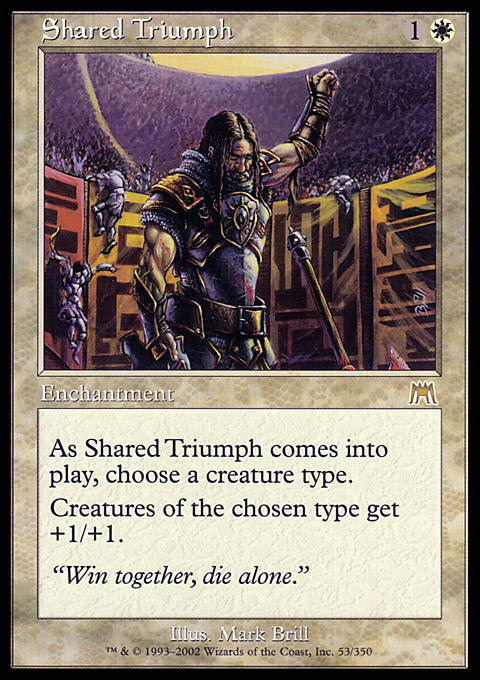 Shared Triumph 1
Enchantment
As Shared Triumph comes into
play, choose a creature type.
Creatures of the chosen type get
+1/+1.
“Win together, die alone.”
Illus. Mark Brill
™ & © 1993–2002 Wizards of the Coast, Inc. 53/350